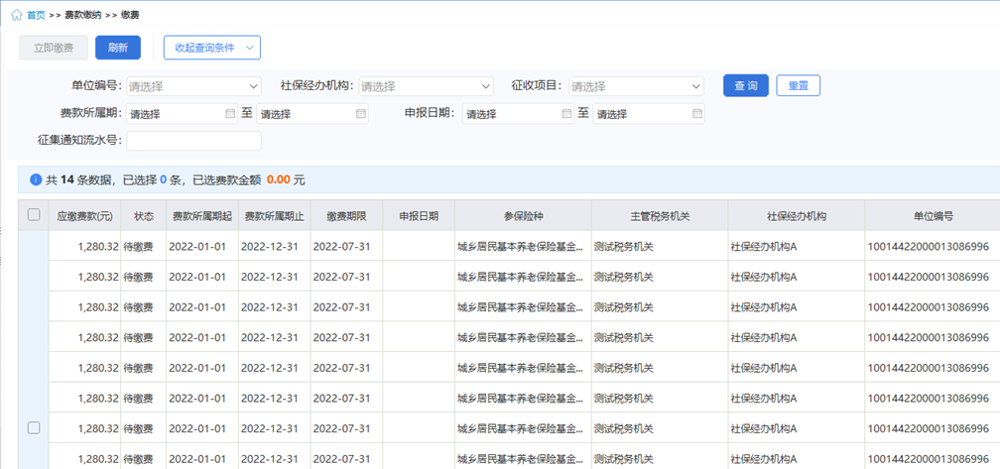 首页 >> 费款缴纳 >> 缴费
立即缴费 刷新 收起查询条件
单位编号: 请选择 社保经办机构: 请选择 征收项目: 请选择 查询 重置
费款所属期: 请选择 至 请选择 申报日期: 请选择 至 请选择
征集通知流水号:
共 14 条数据, 已选择 0 条, 已选费款金额 0.00 元
应缴费款(元) 状态 费款所属期起 费款所属期止 缴费期限 申报日期 参保险种 主管税务机关 社保经办机构 单位编号
1,280.32 待缴费 2022-01-01 2022-12-31 2022-07-31 城乡居民基本养老保险基金... 测试税务机关 社保经办机构A 10014422000013086996
1,280.32 待缴费 2022-01-01 2022-12-31 2022-07-31 城乡居民基本养老保险基金... 测试税务机关 社保经办机构A 10014422000013086996
1,280.32 待缴费 2022-01-01 2022-12-31 2022-07-31 城乡居民基本养老保险基金... 测试税务机关 社保经办机构A 10014422000013086996
1,280.32 待缴费 2022-01-01 2022-12-31 2022-07-31 城乡居民基本养老保险基金... 测试税务机关 社保经办机构A 10014422000013086996
1,280.32 待缴费 2022-01-01 2022-12-31 2022-07-31 城乡居民基本养老保险基金... 测试税务机关 社保经办机构A 10014422000013086996
1,280.32 待缴费 2022-01-01 2022-12-31 2022-07-31 城乡居民基本养老保险基金... 测试税务机关 社保经办机构A 10014422000013086996
1,280.32 待缴费 2022-01-01 2022-12-31 2022-07-31 城乡居民基本养老保险基金... 测试税务机关 社保经办机构A 10014422000013086996
1,280.32 待缴费 2022-01-01 2022-12-31 2022-07-31 城乡居民基本养老保险基金... 测试税务机关 社保经办机构A 10014422000013086996